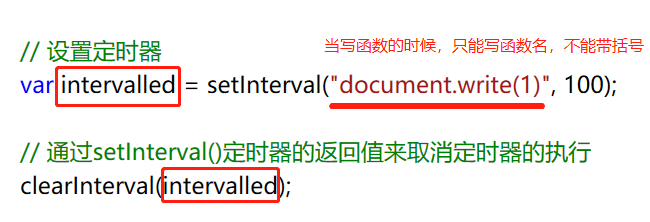 当写函数的时候，只能写函数名，不能带括号
// 设置定时器
var intervalled = setInterval("document.write(1)", 100);
// 通过setInterval()定时器的返回值来取消定时器的执行
clearInterval(intervalled);